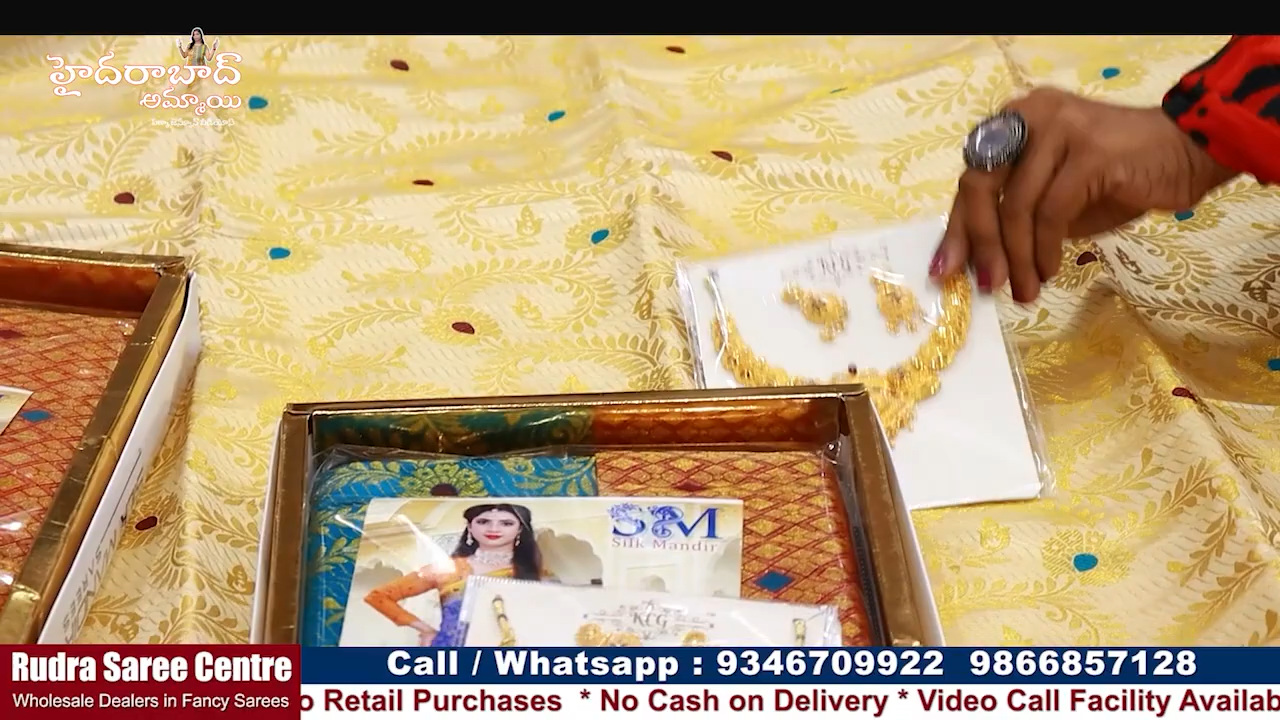 హైదరాబాద్
అమ్మాయి
KCG
SM
Silk Mandir
KCG
Rudra Saree Centre
Wholesale Dealers in Fancy Sarees
Call / Whatsapp : 9346709922 9866857128
o Retail Purchases * No Cash on Delivery * Video Call Facility Availab